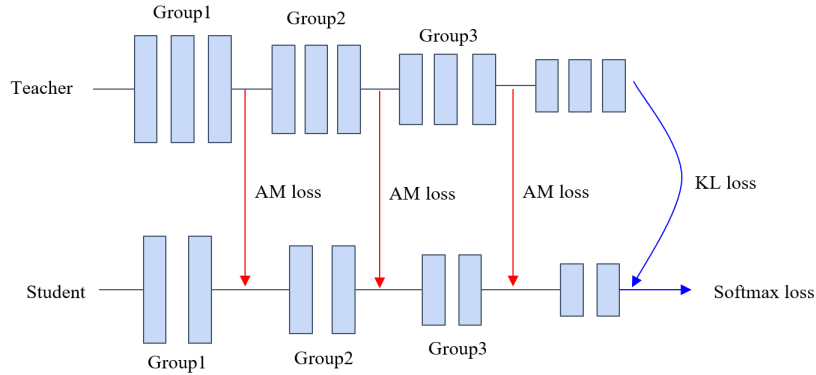 Group1
Group2
Group3
Teacher
AM loss
AM loss
AM loss
KL loss
Student
Softmax loss
Group1
Group2
Group3